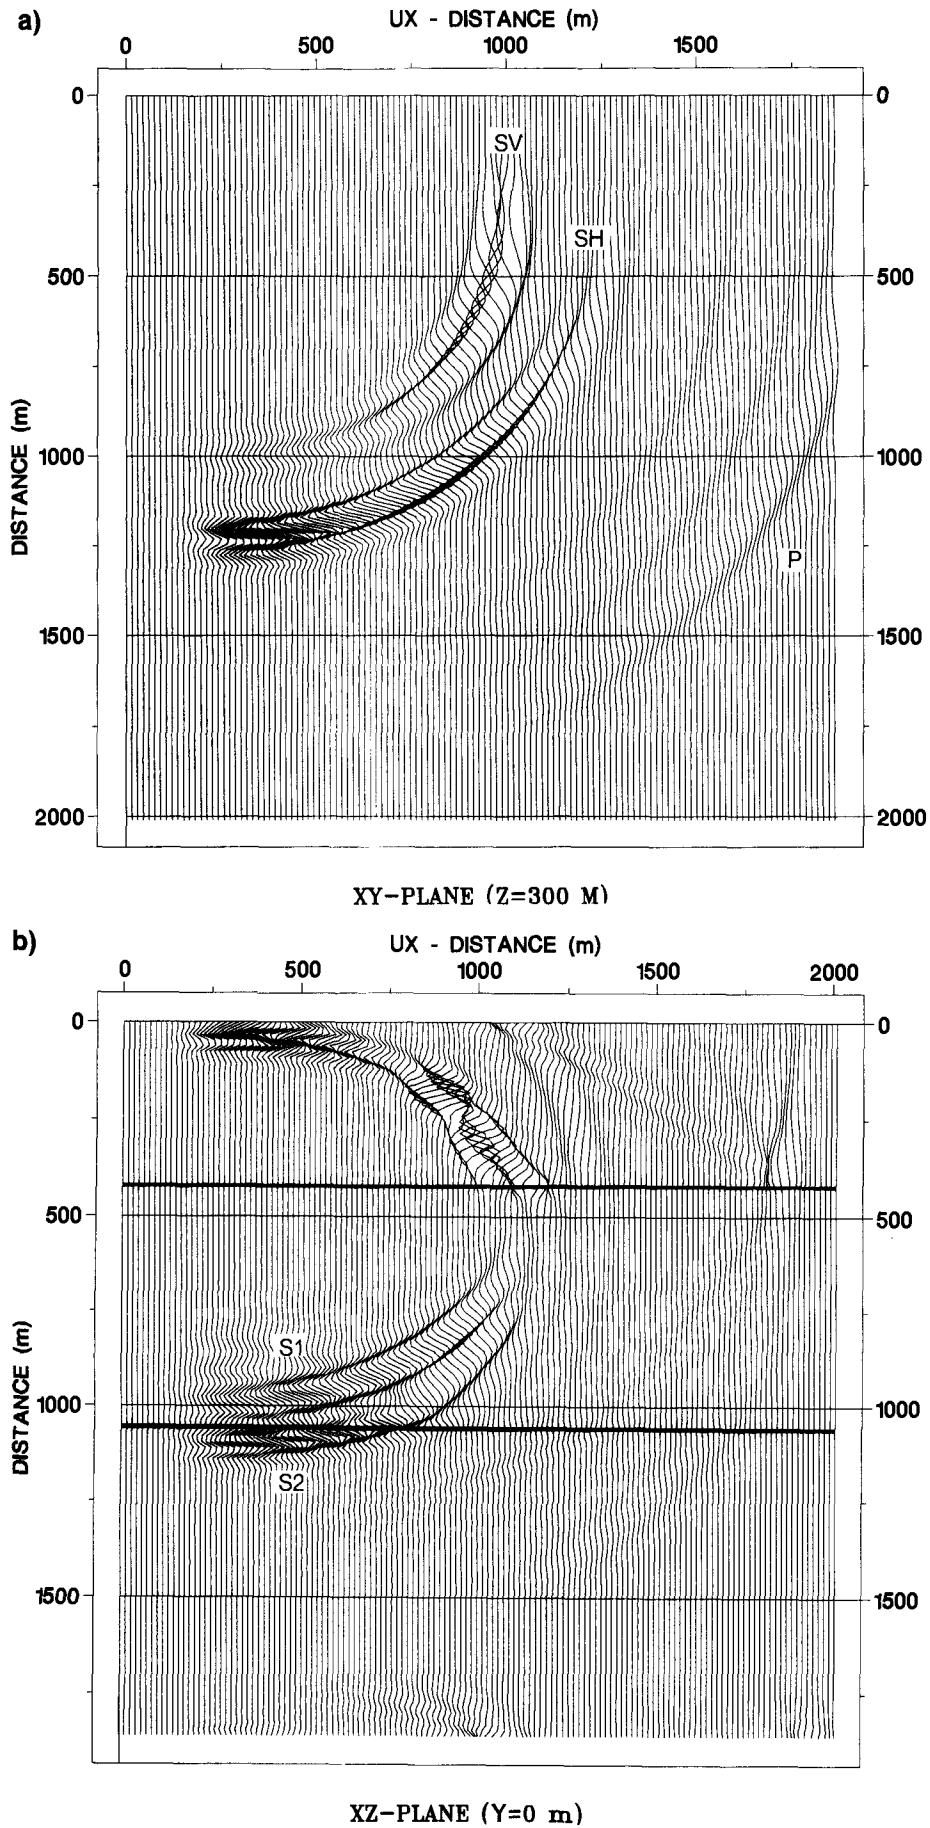 a)
UX - DISTANCE (m)
0 500 1000 1500
0 0
SV
SH
500 500
1000 1000
DISTANCE (m)
P
1500 1500
2000 2000
XY-PLANE (Z=300 M)
b)
UX - DISTANCE (m)
0 500 1000 1500 2000
0 0
500 500
S1
DISTANCE (m)
1000 1000
S2
1500 1500
XZ-PLANE (Y=0 m)